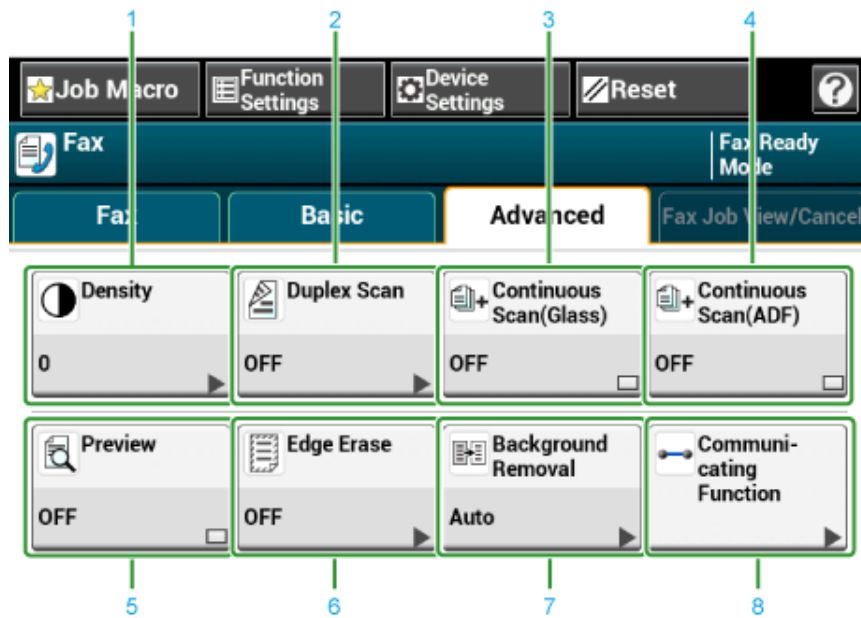 1 2 3 4
Job Macro Function Settings Device Settings Reset ?
Fax Fax Ready Mode
Fax Basic Advanced Fax Job View/Cancel
Density Duplex Scan Continuous Scan(Glass) Continuous Scan(ADF)
0 OFF OFF OFF
Preview Edge Erase Background Removal Communi-
cating
Function
OFF OFF Auto
5 6 7 8